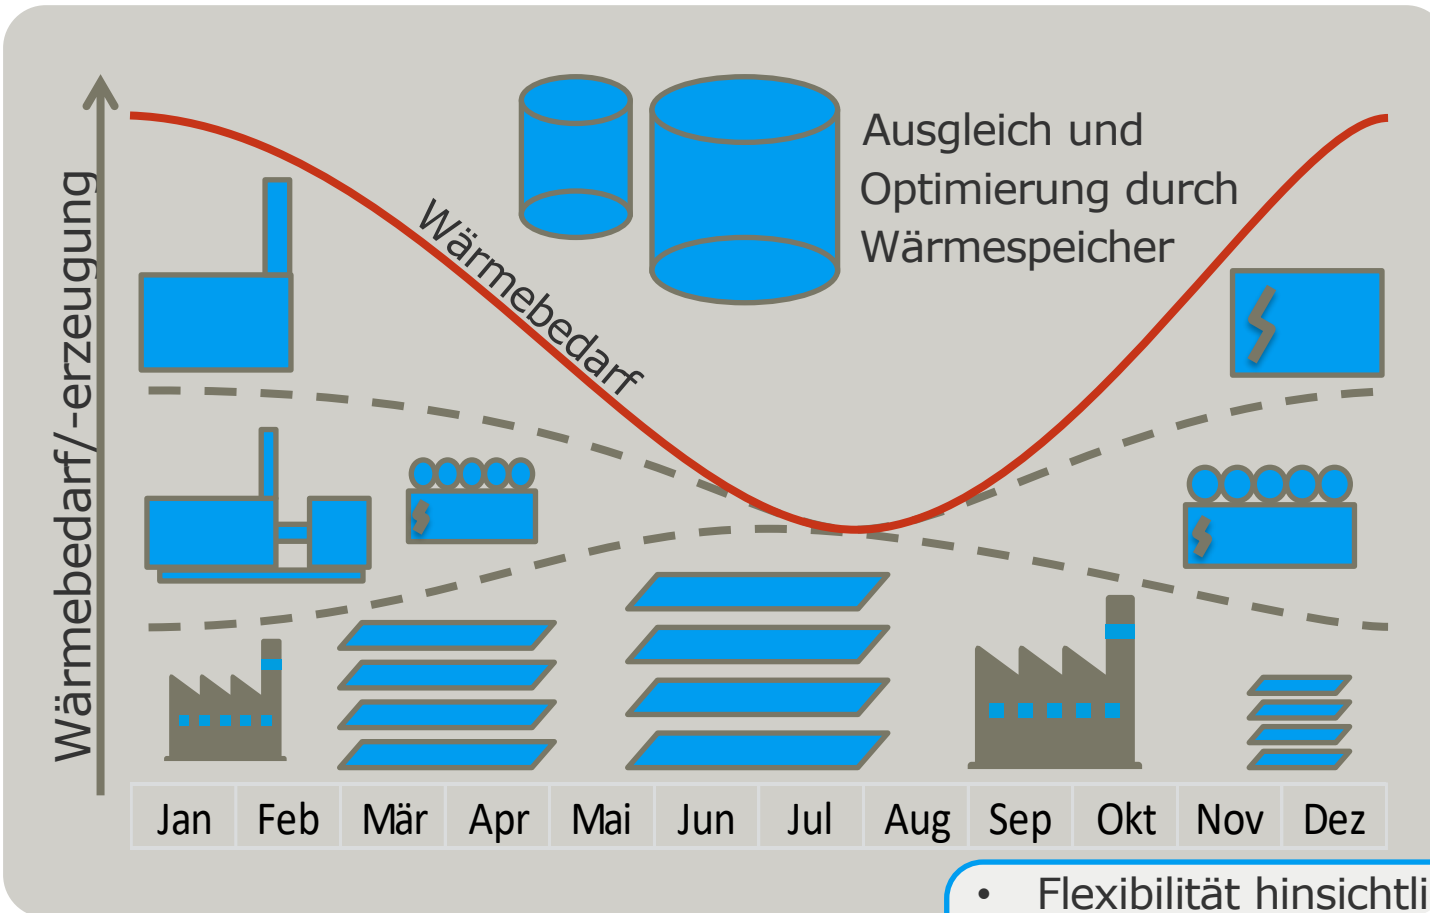 Wärmebedarf/-erzeugung
Ausgleich und
Optimierung durch
Wärmespeicher
Wärmebedarf
Jan Feb Mär Apr Mai Jun Jul Aug Sep Okt Nov Dez
• Flexibilität